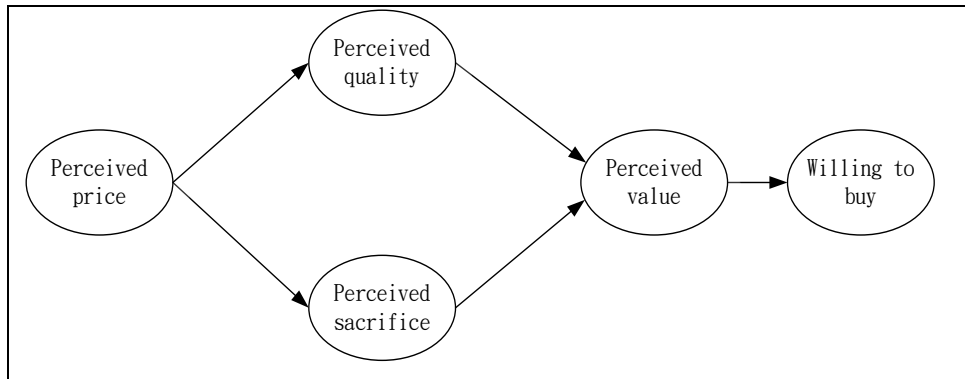 Perceived
quality
Perceived
price
Perceived
value
Willing to
buy
Perceived
sacrifice